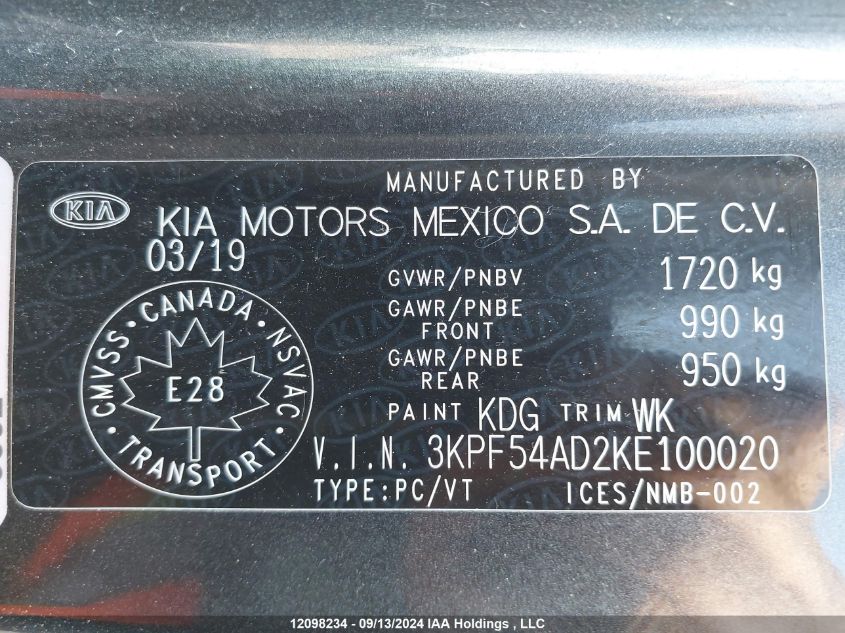 MANUFACTURED BY
KIA
KIA MOTORS MEXICO S.A. DE C.V.
03/19
GVWR/PNBV 1720 kg
GAWR/PNBE FRONT 990 kg
GAWR/PNBE REAR 950 kg
CMVSS • CANADA • NSVAC • TRANSPORT •
E28
PAINT KDG TRIM WK
V.I.N. 3KPF54AD2KE100020
TYPE:PC/VT ICES/NMB-002
12098234 - 09/13/2024 IAA Holdings , LLC